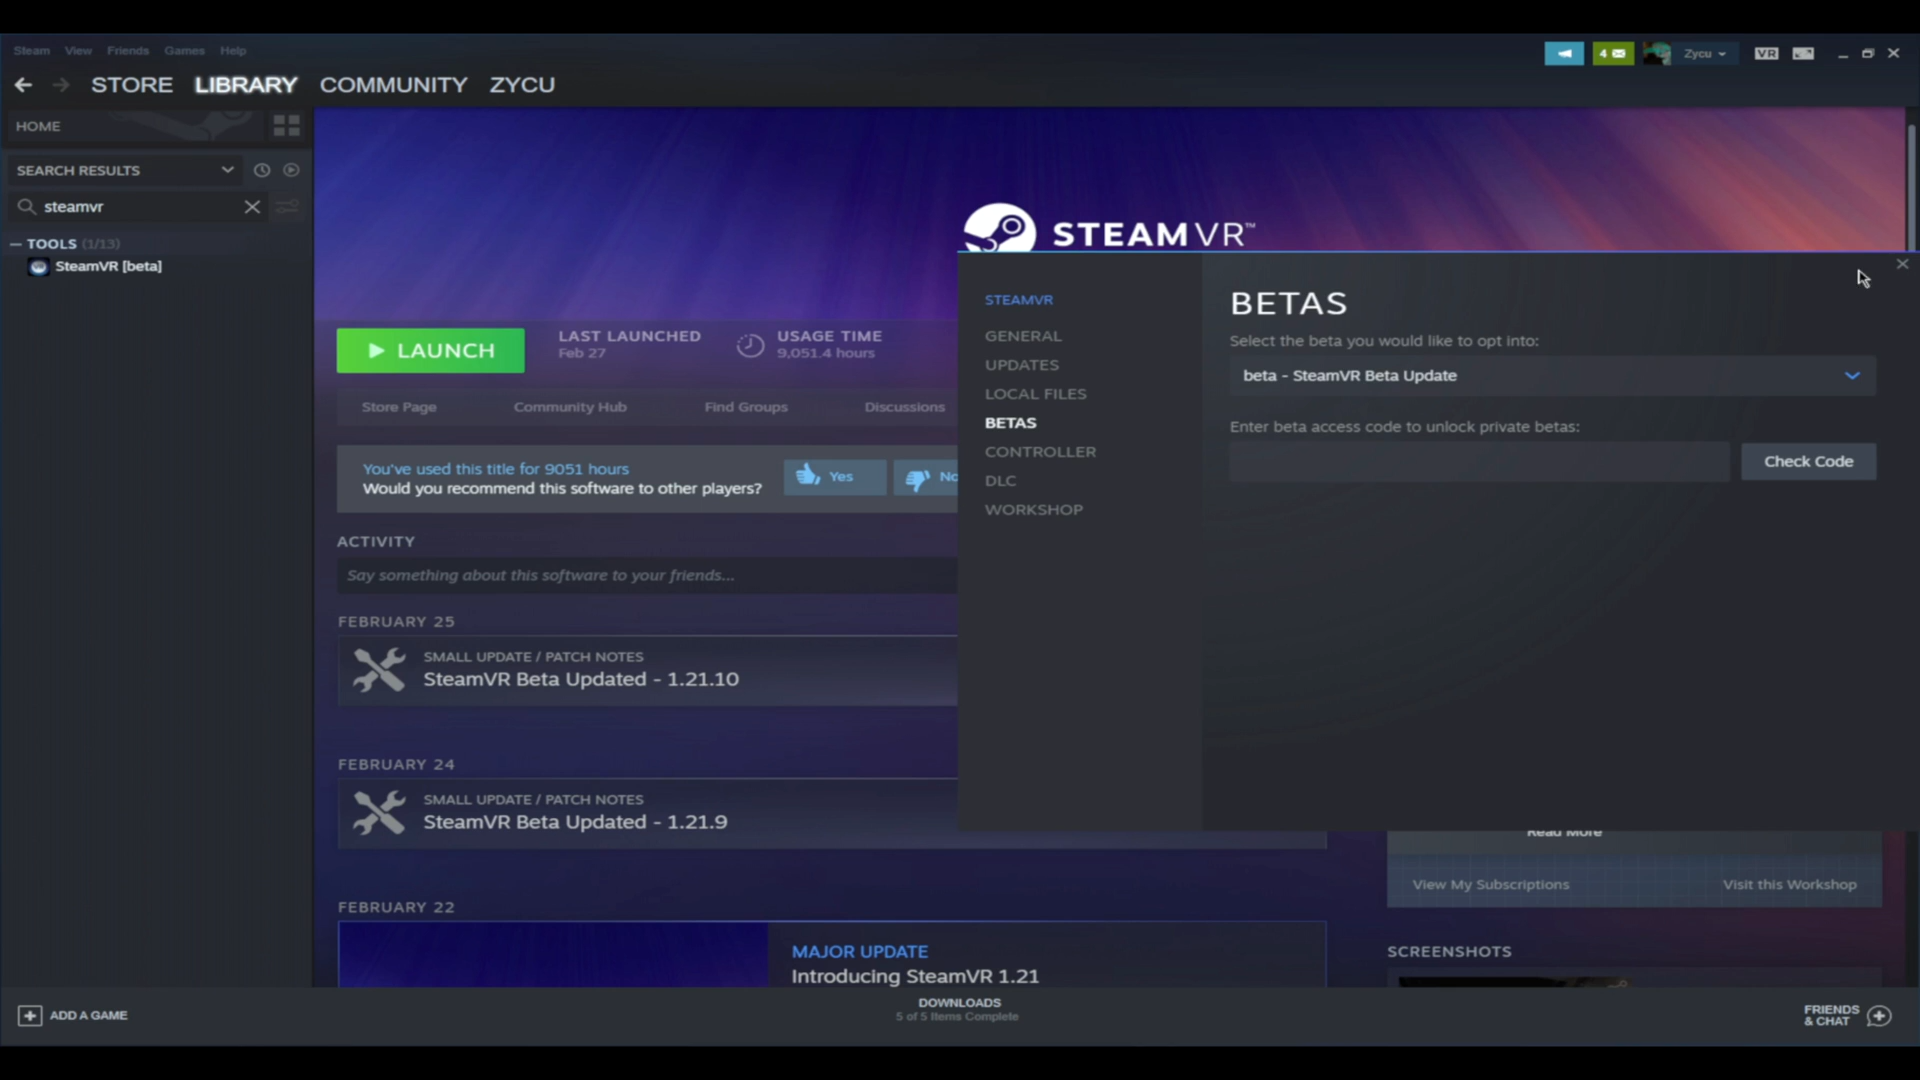 Steam View Friends Games Help
4 Zycu VR
STORE LIBRARY COMMUNITY ZYCU
HOME
SEARCH RESULTS
steamvr
TOOLS (1/13)
SteamVR [beta]
STEAMVR™
LAUNCH
LAST LAUNCHED
Feb 27
USAGE TIME
9,051.4 hours
Store Page Community Hub Find Groups Discussions
You've used this title for 9051 hours
Would you recommend this software to other players?
Yes No
ACTIVITY
Say something about this software to your friends...
FEBRUARY 25
SMALL UPDATE / PATCH NOTES
SteamVR Beta Updated - 1.21.10
FEBRUARY 24
SMALL UPDATE / PATCH NOTES
SteamVR Beta Updated - 1.21.9
FEBRUARY 22
MAJOR UPDATE
Introducing SteamVR 1.21
STEAMVR
GENERAL
UPDATES
LOCAL FILES
BETAS
CONTROLLER
DLC
WORKSHOP
BETAS
Select the beta you would like to opt into:
beta - SteamVR Beta Update
Enter beta access code to unlock private betas:
Check Code
Read More
View My Subscriptions Visit this Workshop
SCREENSHOTS
ADD A GAME
DOWNLOADS
5 of 5 Items Complete
FRIENDS
& CHAT